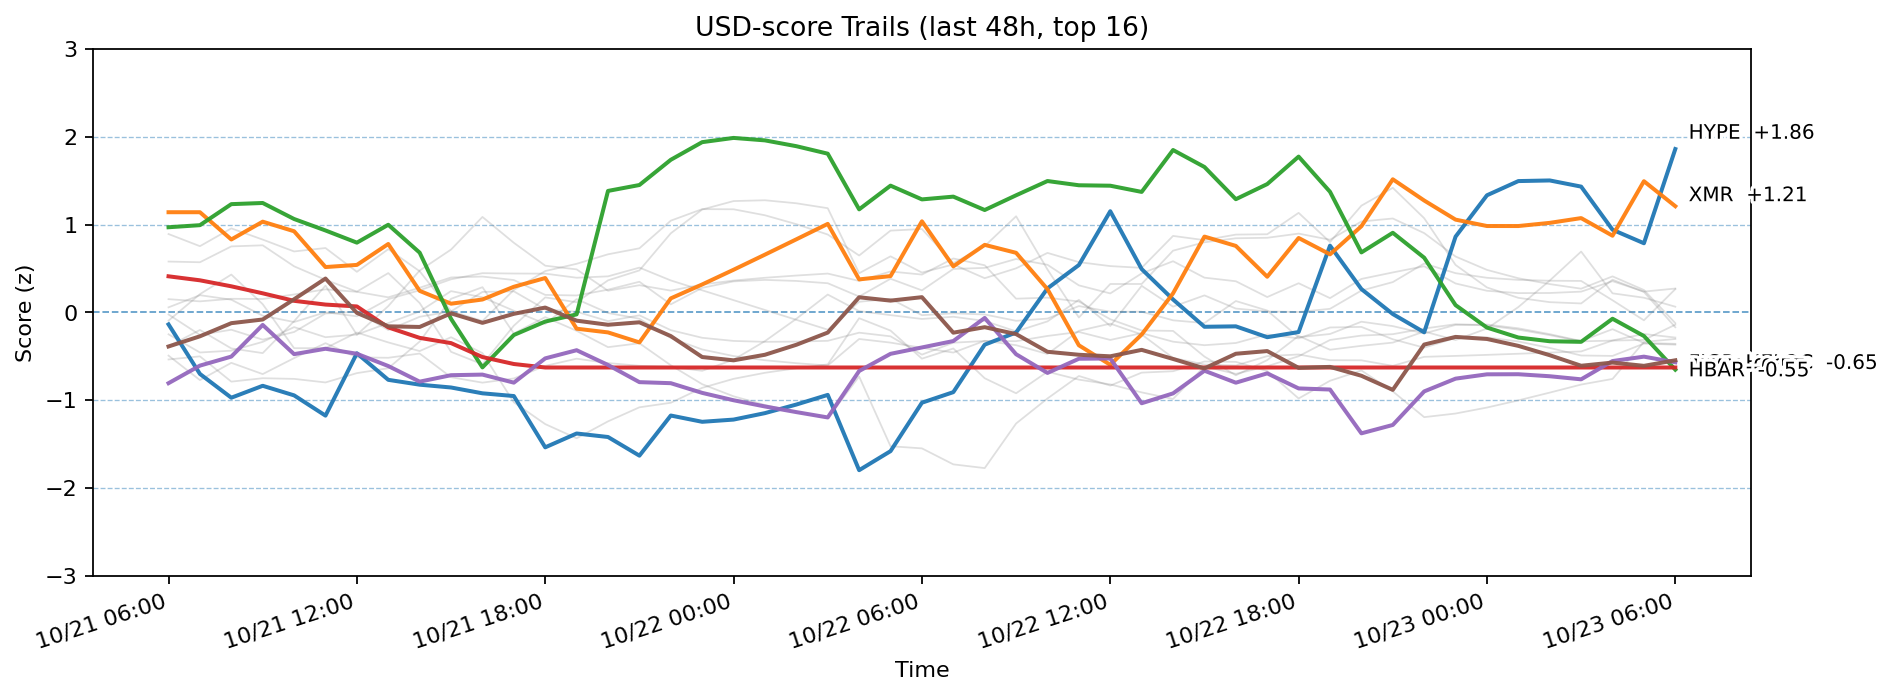 USD-score Trails (last 48h, top 16)
3
2
1
0
−1
−2
−3
Score (z)
HYPE +1.86
XMR +1.21
-0.65
HBAR -0.55
10/21 06:00
10/21 12:00
10/21 18:00
10/22 00:00
10/22 06:00
10/22 12:00
10/22 18:00
10/23 00:00
10/23 06:00
Time